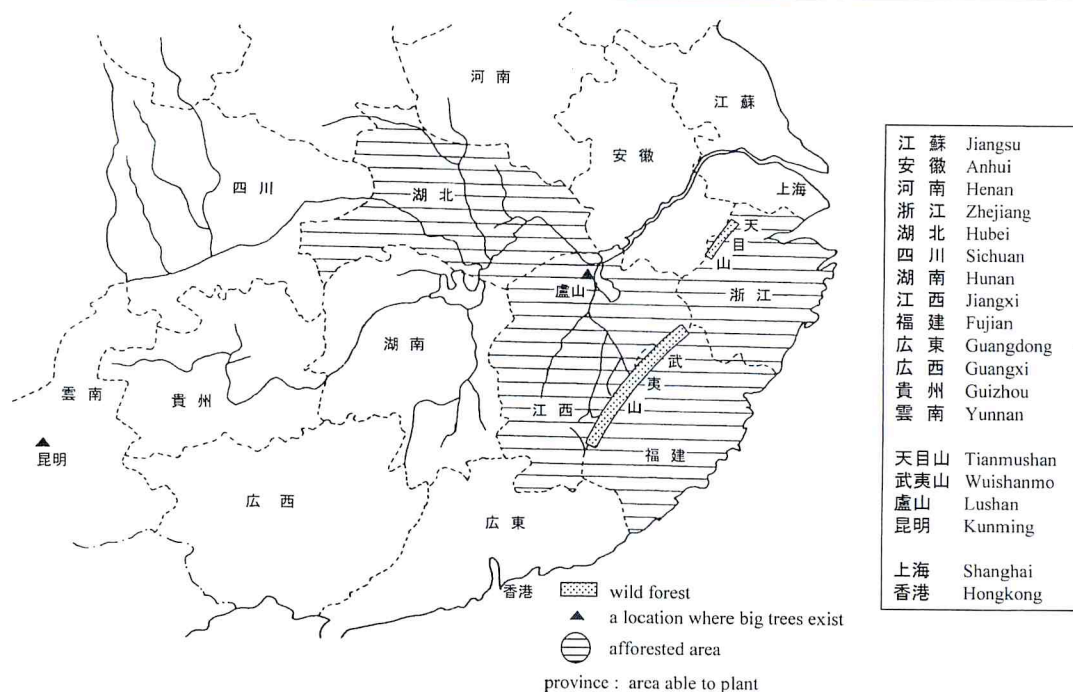 河南
江蘇
安徽
四川
湖北
上海
天目山
盧山
浙江
湖南
武夷山
雲南
貴州
江西
昆明
福建
広西
広東
香港
wild forest
a location where big trees exist
afforested area
province : area able to plant
江蘇 Jiangsu
安徽 Anhui
河南 Henan
浙江 Zhejiang
湖北 Hubei
四川 Sichuan
湖南 Hunan
江西 Jiangxi
福建 Fujian
広東 Guangdong
広西 Guangxi
貴州 Guizhou
雲南 Yunnan
天目山 Tianmushan
武夷山 Wuishanmo
盧山 Lushan
昆明 Kunming
上海 Shanghai
香港 Hongkong